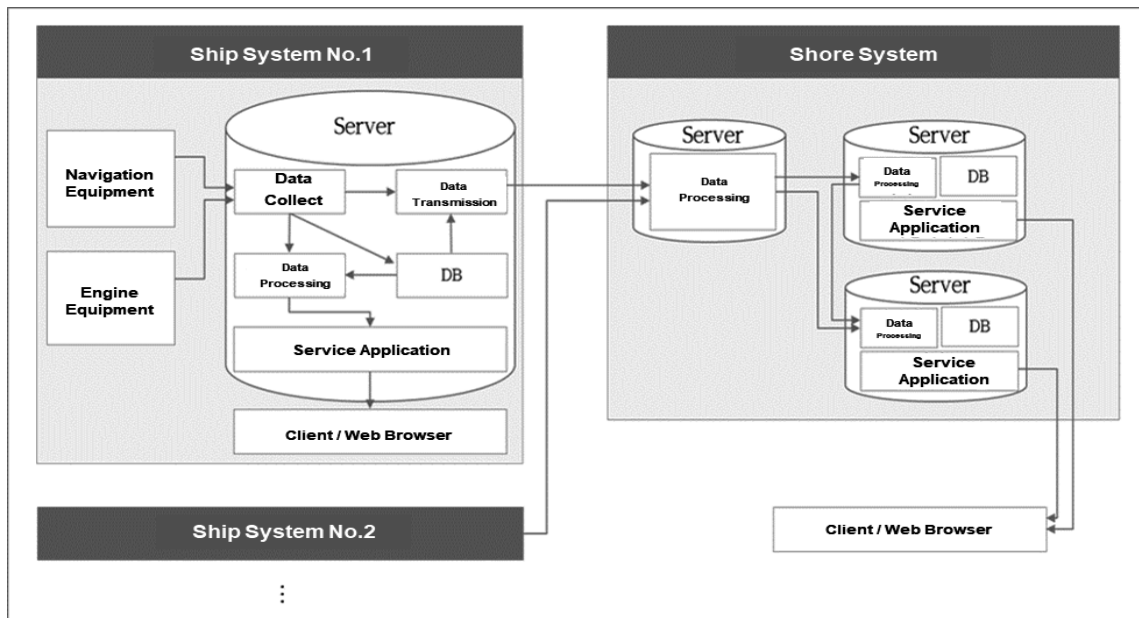 Ship System No.1
Navigation
Equipment
Engine
Equipment
Server
Data
Collect
Data
Transmission
Data
Processing
DB
Service Application
Client / Web Browser
Ship System No.2
⋮
Shore System
Server
Data
Processing
Server
Data
Processing
DB
Service
Application
Server
Data
Processing
DB
Service
Application
Client / Web Browser